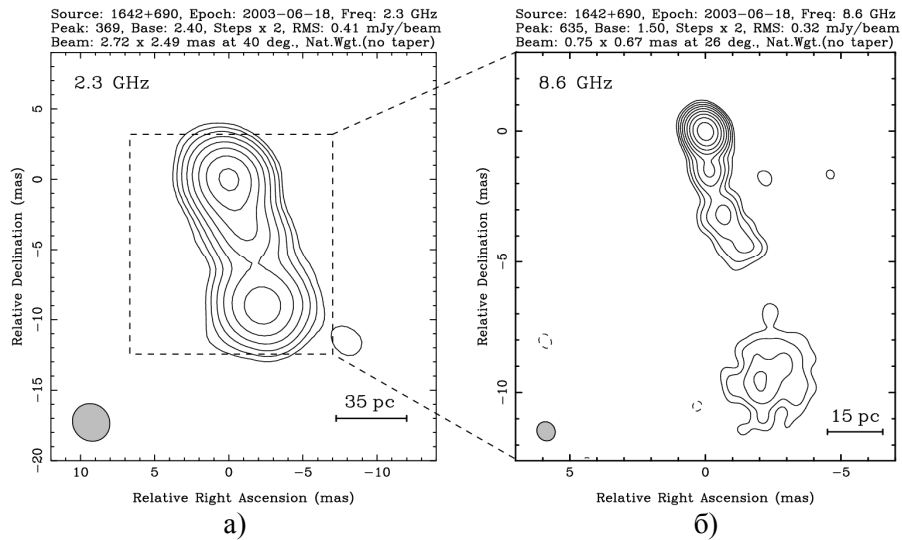 Source: 1642+690, Epoch: 2003-06-18, Freq: 2.3 GHz
Peak: 369, Base: 2.40, Steps x 2, RMS: 0.41 mJy/beam
Beam: 2.72 x 2.49 mas at 40 deg., Nat.Wgt.(no taper)
2.3 GHz
5
0
−5
−10
−15
−20
Relative Declination (mas)
35 pc
10 5 0 −5 −10
Relative Right Ascension (mas)
а)
Source: 1642+690, Epoch: 2003-06-18, Freq: 8.6 GHz
Peak: 635, Base: 1.50, Steps x 2, RMS: 0.32 mJy/beam
Beam: 0.75 x 0.67 mas at 26 deg., Nat.Wgt.(no taper)
8.6 GHz
0
−5
−10
Relative Declination (mas)
15 pc
5 0 −5
Relative Right Ascension (mas)
б)